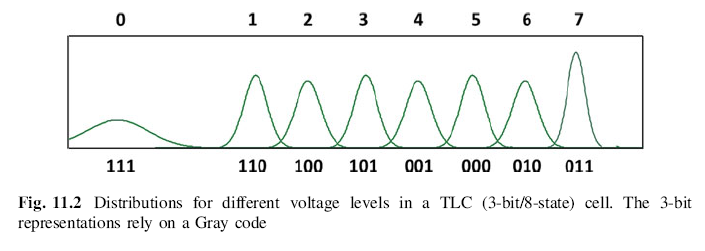 0 1 2 3 4 5 6 7
111 110 100 101 001 000 010 011
Fig. 11.2 Distributions for different voltage levels in a TLC (3-bit/8-state) cell. The 3-bit
representations rely on a Gray code